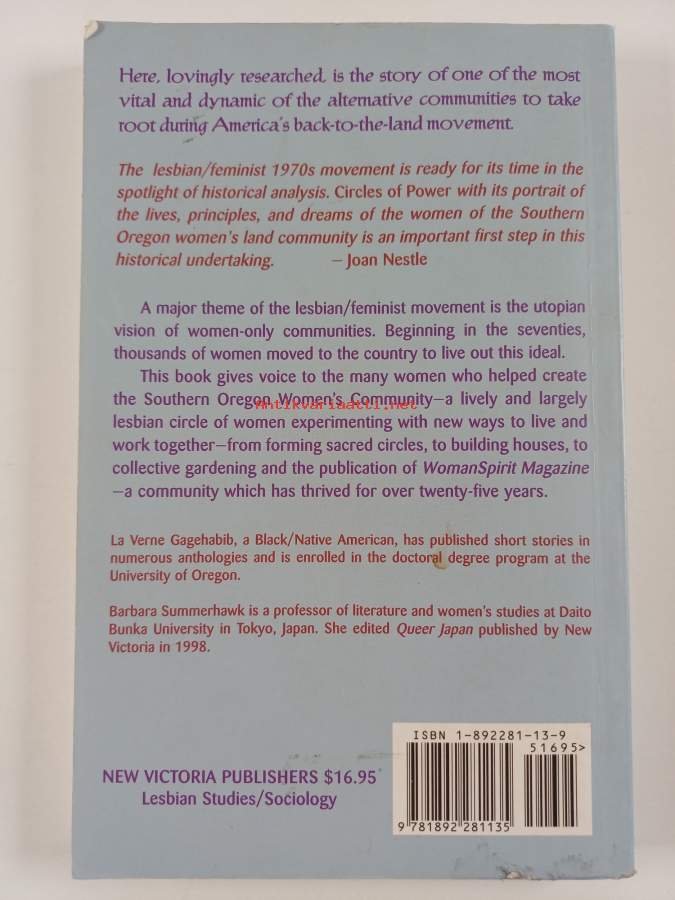 Here, lovingly researched, is the story of one of the most
vital and dynamic of the alternative communities to take
root during America's back-to-the-land movement.
The lesbian/feminist 1970s movement is ready for its time in the
spotlight of historical analysis. Circles of Power with its portrait of
the lives, principles, and dreams of the women of the Southern
Oregon women's land community is an important first step in this
historical undertaking. – Joan Nestle
A major theme of the lesbian/feminist movement is the utopian
vision of women-only communities. Beginning in the seventies,
thousands of women moved to the country to live out this ideal.
This book gives voice to the many women who helped create
the Southern Oregon Women's Community—a lively and largely
Antikvariaatti.net
lesbian circle of women experimenting with new ways to live and
work together—from forming sacred circles, to building houses, to
collective gardening and the publication of WomanSpirit Magazine
—a community which has thrived for over twenty-five years.
La Verne Gagehabib, a Black/Native American, has published short stories in
numerous anthologies and is enrolled in the doctoral degree program at the
University of Oregon.
Barbara Summerhawk is a professor of literature and women's studies at Daito
Bunka University in Tokyo, Japan. She edited Queer Japan published by New
Victoria in 1998.
NEW VICTORIA PUBLISHERS $16.95
Lesbian Studies/Sociology
ISBN 1-892281-13-9
51695>
9 781892 281135